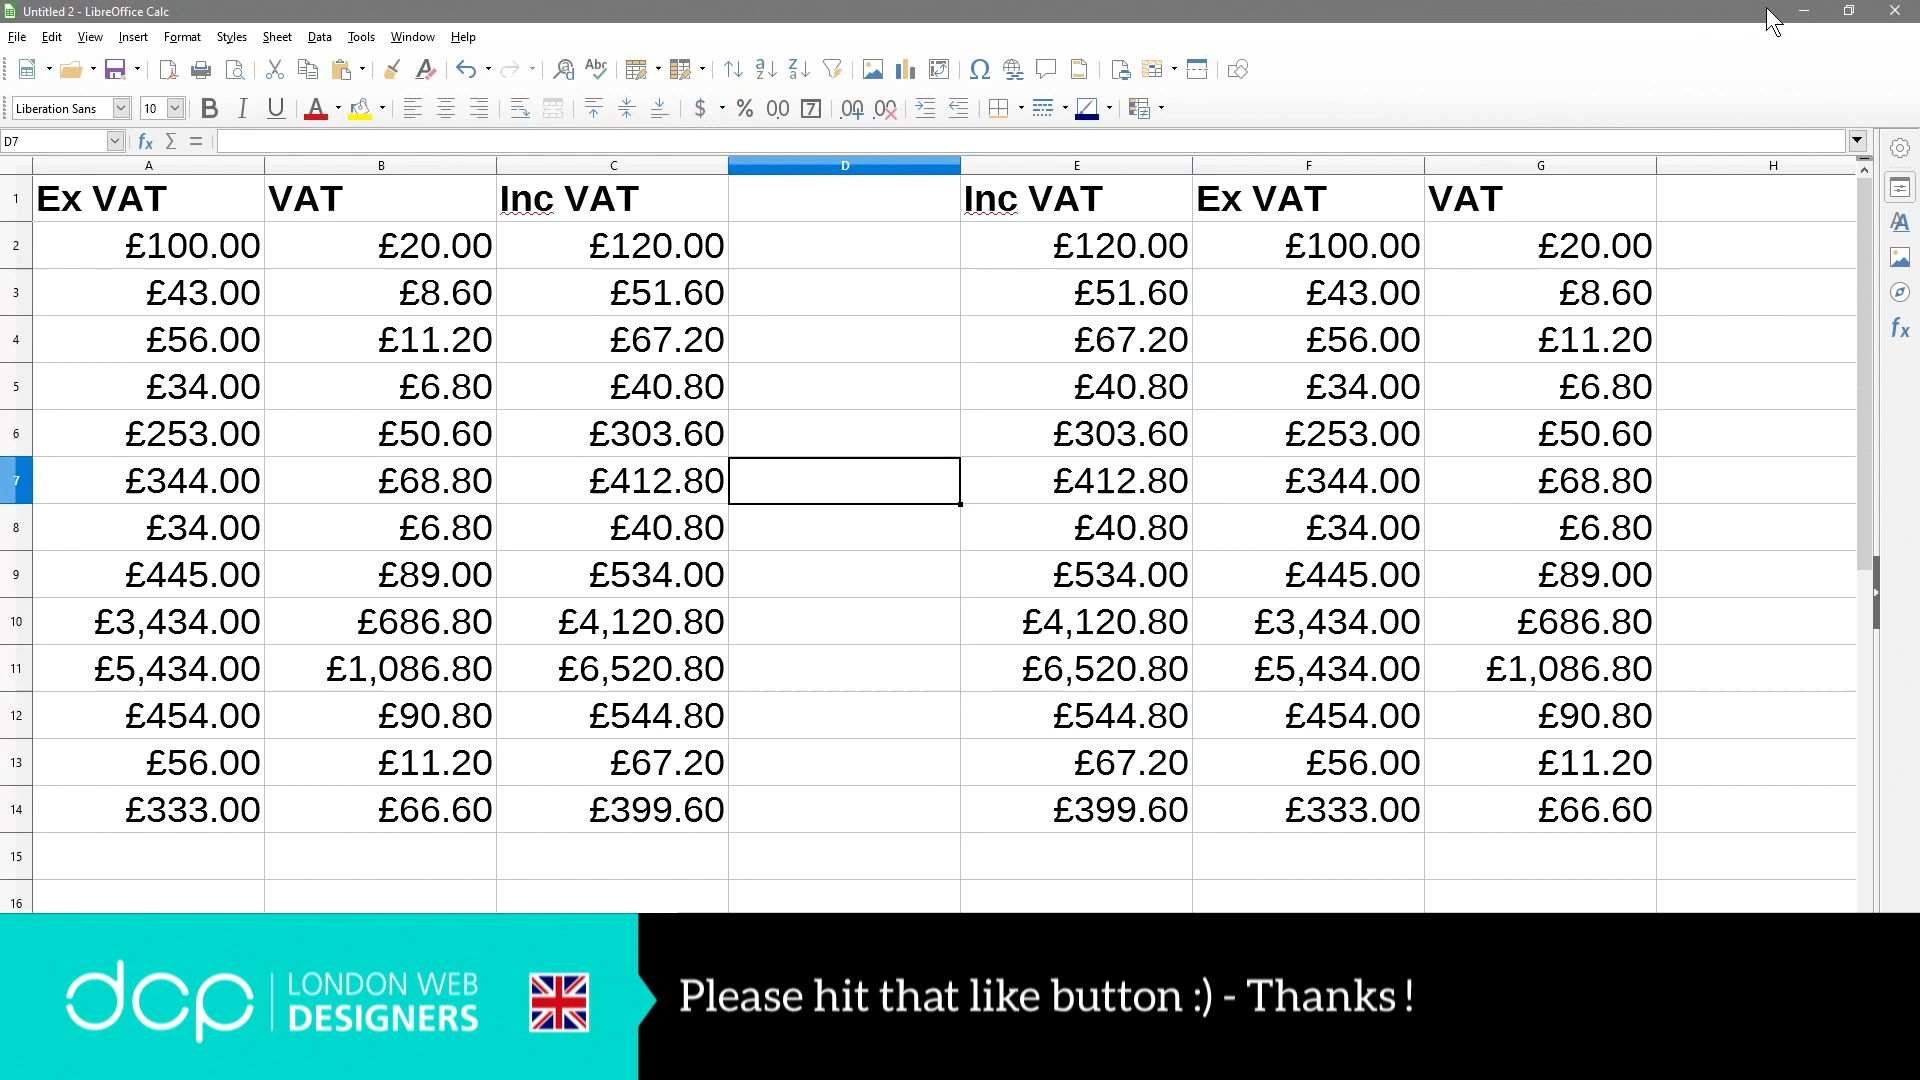 Untitled 2 - LibreOffice Calc
File Edit View Insert Format Styles Sheet Data Tools Window Help
Liberation Sans 10
D7
A B C D E F G H
1 Ex VAT VAT Inc VAT Inc VAT Ex VAT VAT
2 £100.00 £20.00 £120.00 £120.00 £100.00 £20.00
3 £43.00 £8.60 £51.60 £51.60 £43.00 £8.60
4 £56.00 £11.20 £67.20 £67.20 £56.00 £11.20
5 £34.00 £6.80 £40.80 £40.80 £34.00 £6.80
6 £253.00 £50.60 £303.60 £303.60 £253.00 £50.60
7 £344.00 £68.80 £412.80 £412.80 £344.00 £68.80
8 £34.00 £6.80 £40.80 £40.80 £34.00 £6.80
9 £445.00 £89.00 £534.00 £534.00 £445.00 £89.00
10 £3,434.00 £686.80 £4,120.80 £4,120.80 £3,434.00 £686.80
11 £5,434.00 £1,086.80 £6,520.80 £6,520.80 £5,434.00 £1,086.80
12 £454.00 £90.80 £544.80 £544.80 £454.00 £90.80
13 £56.00 £11.20 £67.20 £67.20 £56.00 £11.20
14 £333.00 £66.60 £399.60 £399.60 £333.00 £66.60
15
16
dcp LONDON WEB
DESIGNERS
Please hit that like button :) - Thanks !